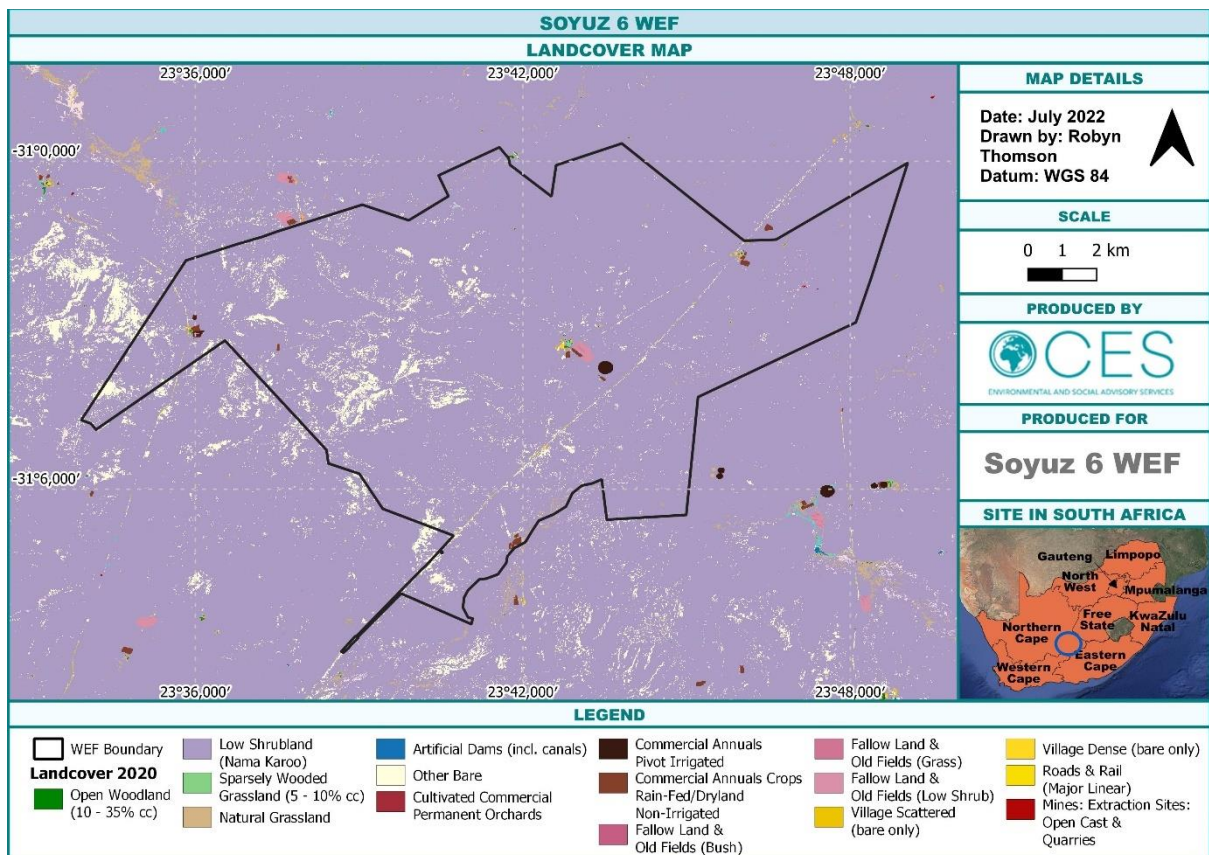 SOYUZ 6 WEF
LANDCOVER MAP
23°36,000'
23°42,000'
23°48,000'
-31°0,000'
-31°6,000'
23°36,000'
23°42,000'
23°48,000'
MAP DETAILS
Date: July 2022
Drawn by: Robyn
Thomson
Datum: WGS 84
SCALE
0 1 2 km
PRODUCED BY
CES
ENVIRONMENTAL AND SOCIAL ADVISORY SERVICES
PRODUCED FOR
Soyuz 6 WEF
SITE IN SOUTH AFRICA
Limpopo
Gauteng
North
West
Mpumalanga
Free
State
KwaZulu
Natal
Northern
Cape
Eastern
Cape
Western
Cape
LEGEND
WEF Boundary
Landcover 2020
Open Woodland
(10 - 35% cc)
Low Shrubland
(Nama Karoo)
Sparsely Wooded
Grassland (5 - 10% cc)
Natural Grassland
Artificial Dams (incl. canals)
Other Bare
Cultivated Commercial
Permanent Orchards
Commercial Annuals
Pivot Irrigated
Commercial Annuals Crops
Rain-Fed/Dryland
Non-Irrigated
Fallow Land &
Old Fields (Bush)
Fallow Land &
Old Fields (Grass)
Fallow Land &
Old Fields (Low Shrub)
Village Scattered
(bare only)
Village Dense (bare only)
Roads & Rail
(Major Linear)
Mines: Extraction Sites:
Open Cast &
Quarries